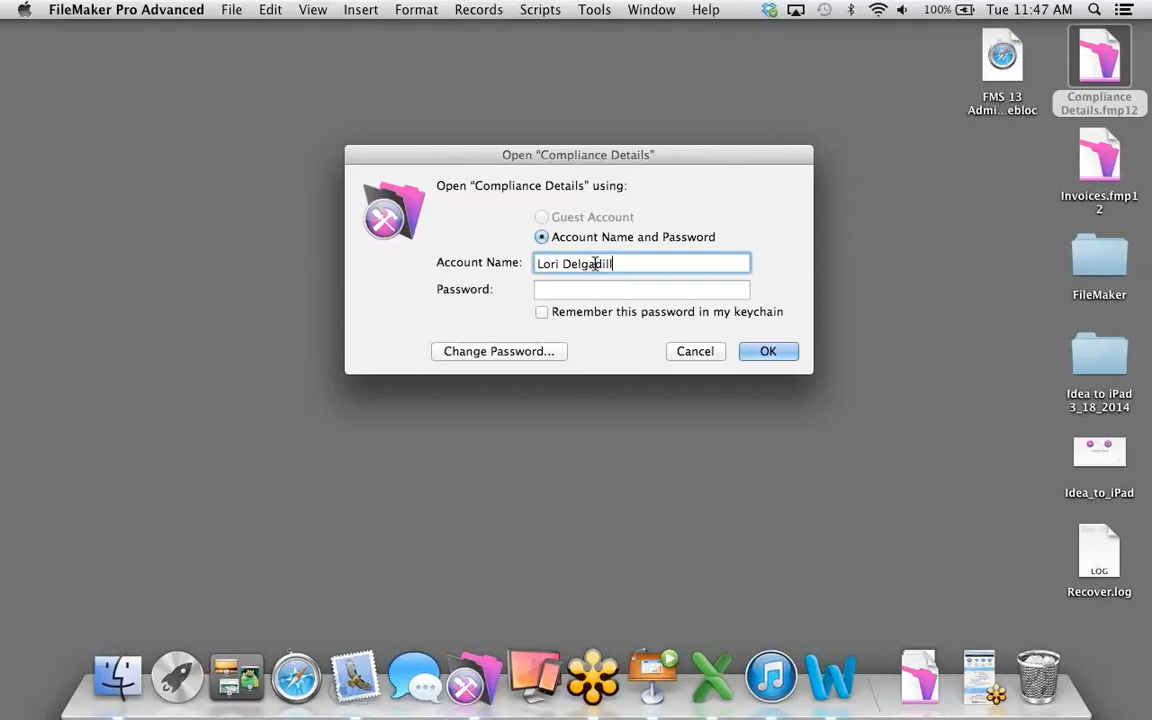 FileMaker Pro Advanced File Edit View Insert Format Records Scripts Tools Window Help 100% Tue 11:47 AM
FMS 13
Admi...ebloc
Compliance
Details.fmp12
Open “Compliance Details”
Open “Compliance Details” using:
Guest Account
Account Name and Password
Account Name: Lori Delgadill
Password:
Remember this password in my keychain
Change Password... Cancel OK
Invoices.fmp1
2
FileMaker
Idea to iPad
3_18_2014
Idea_to_iPad
LOG
Recover.log